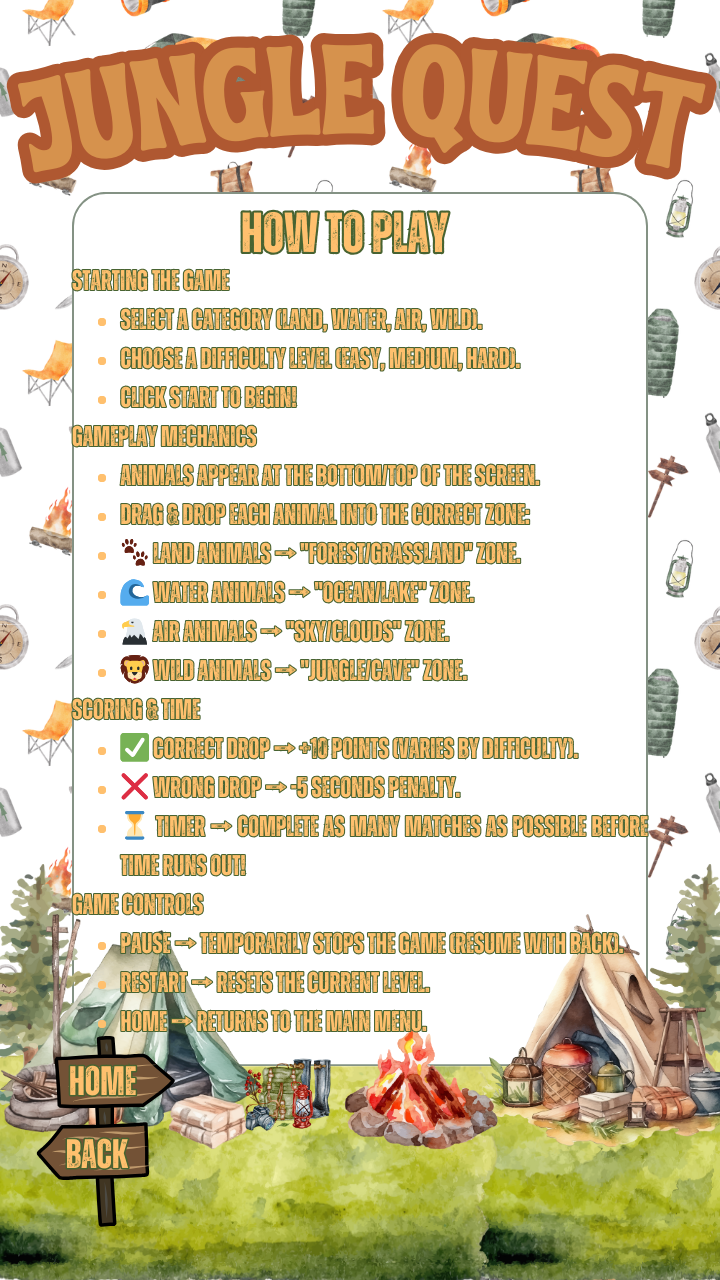 JUNGLE QUEST
HOW TO PLAY
STARTING THE GAME
• SELECT A CATEGORY (LAND, WATER, AIR, WILD).
• CHOOSE A DIFFICULTY LEVEL (EASY, MEDIUM, HARD).
• CLICK START TO BEGIN!
GAMEPLAY MECHANICS
• ANIMALS APPEAR AT THE BOTTOM/TOP OF THE SCREEN.
• DRAG & DROP EACH ANIMAL INTO THE CORRECT ZONE:
• 🐾 LAND ANIMALS → "FOREST/GRASSLAND" ZONE.
• 🌊 WATER ANIMALS → "OCEAN/LAKE" ZONE.
• 🦅 AIR ANIMALS → "SKY/CLOUDS" ZONE.
• 🦁 WILD ANIMALS → "JUNGLE/CAVE" ZONE.
SCORING & TIME
• ✅ CORRECT DROP → +10 POINTS (VARIES BY DIFFICULTY).
• ❌ WRONG DROP → -5 SECONDS PENALTY.
• ⏳ TIMER → COMPLETE AS MANY MATCHES AS POSSIBLE BEFORE
TIME RUNS OUT!
GAME CONTROLS
• PAUSE → TEMPORARILY STOPS THE GAME (RESUME WITH BACK).
• RESTART → RESETS THE CURRENT LEVEL.
• HOME → RETURNS TO THE MAIN MENU.
HOME
BACK